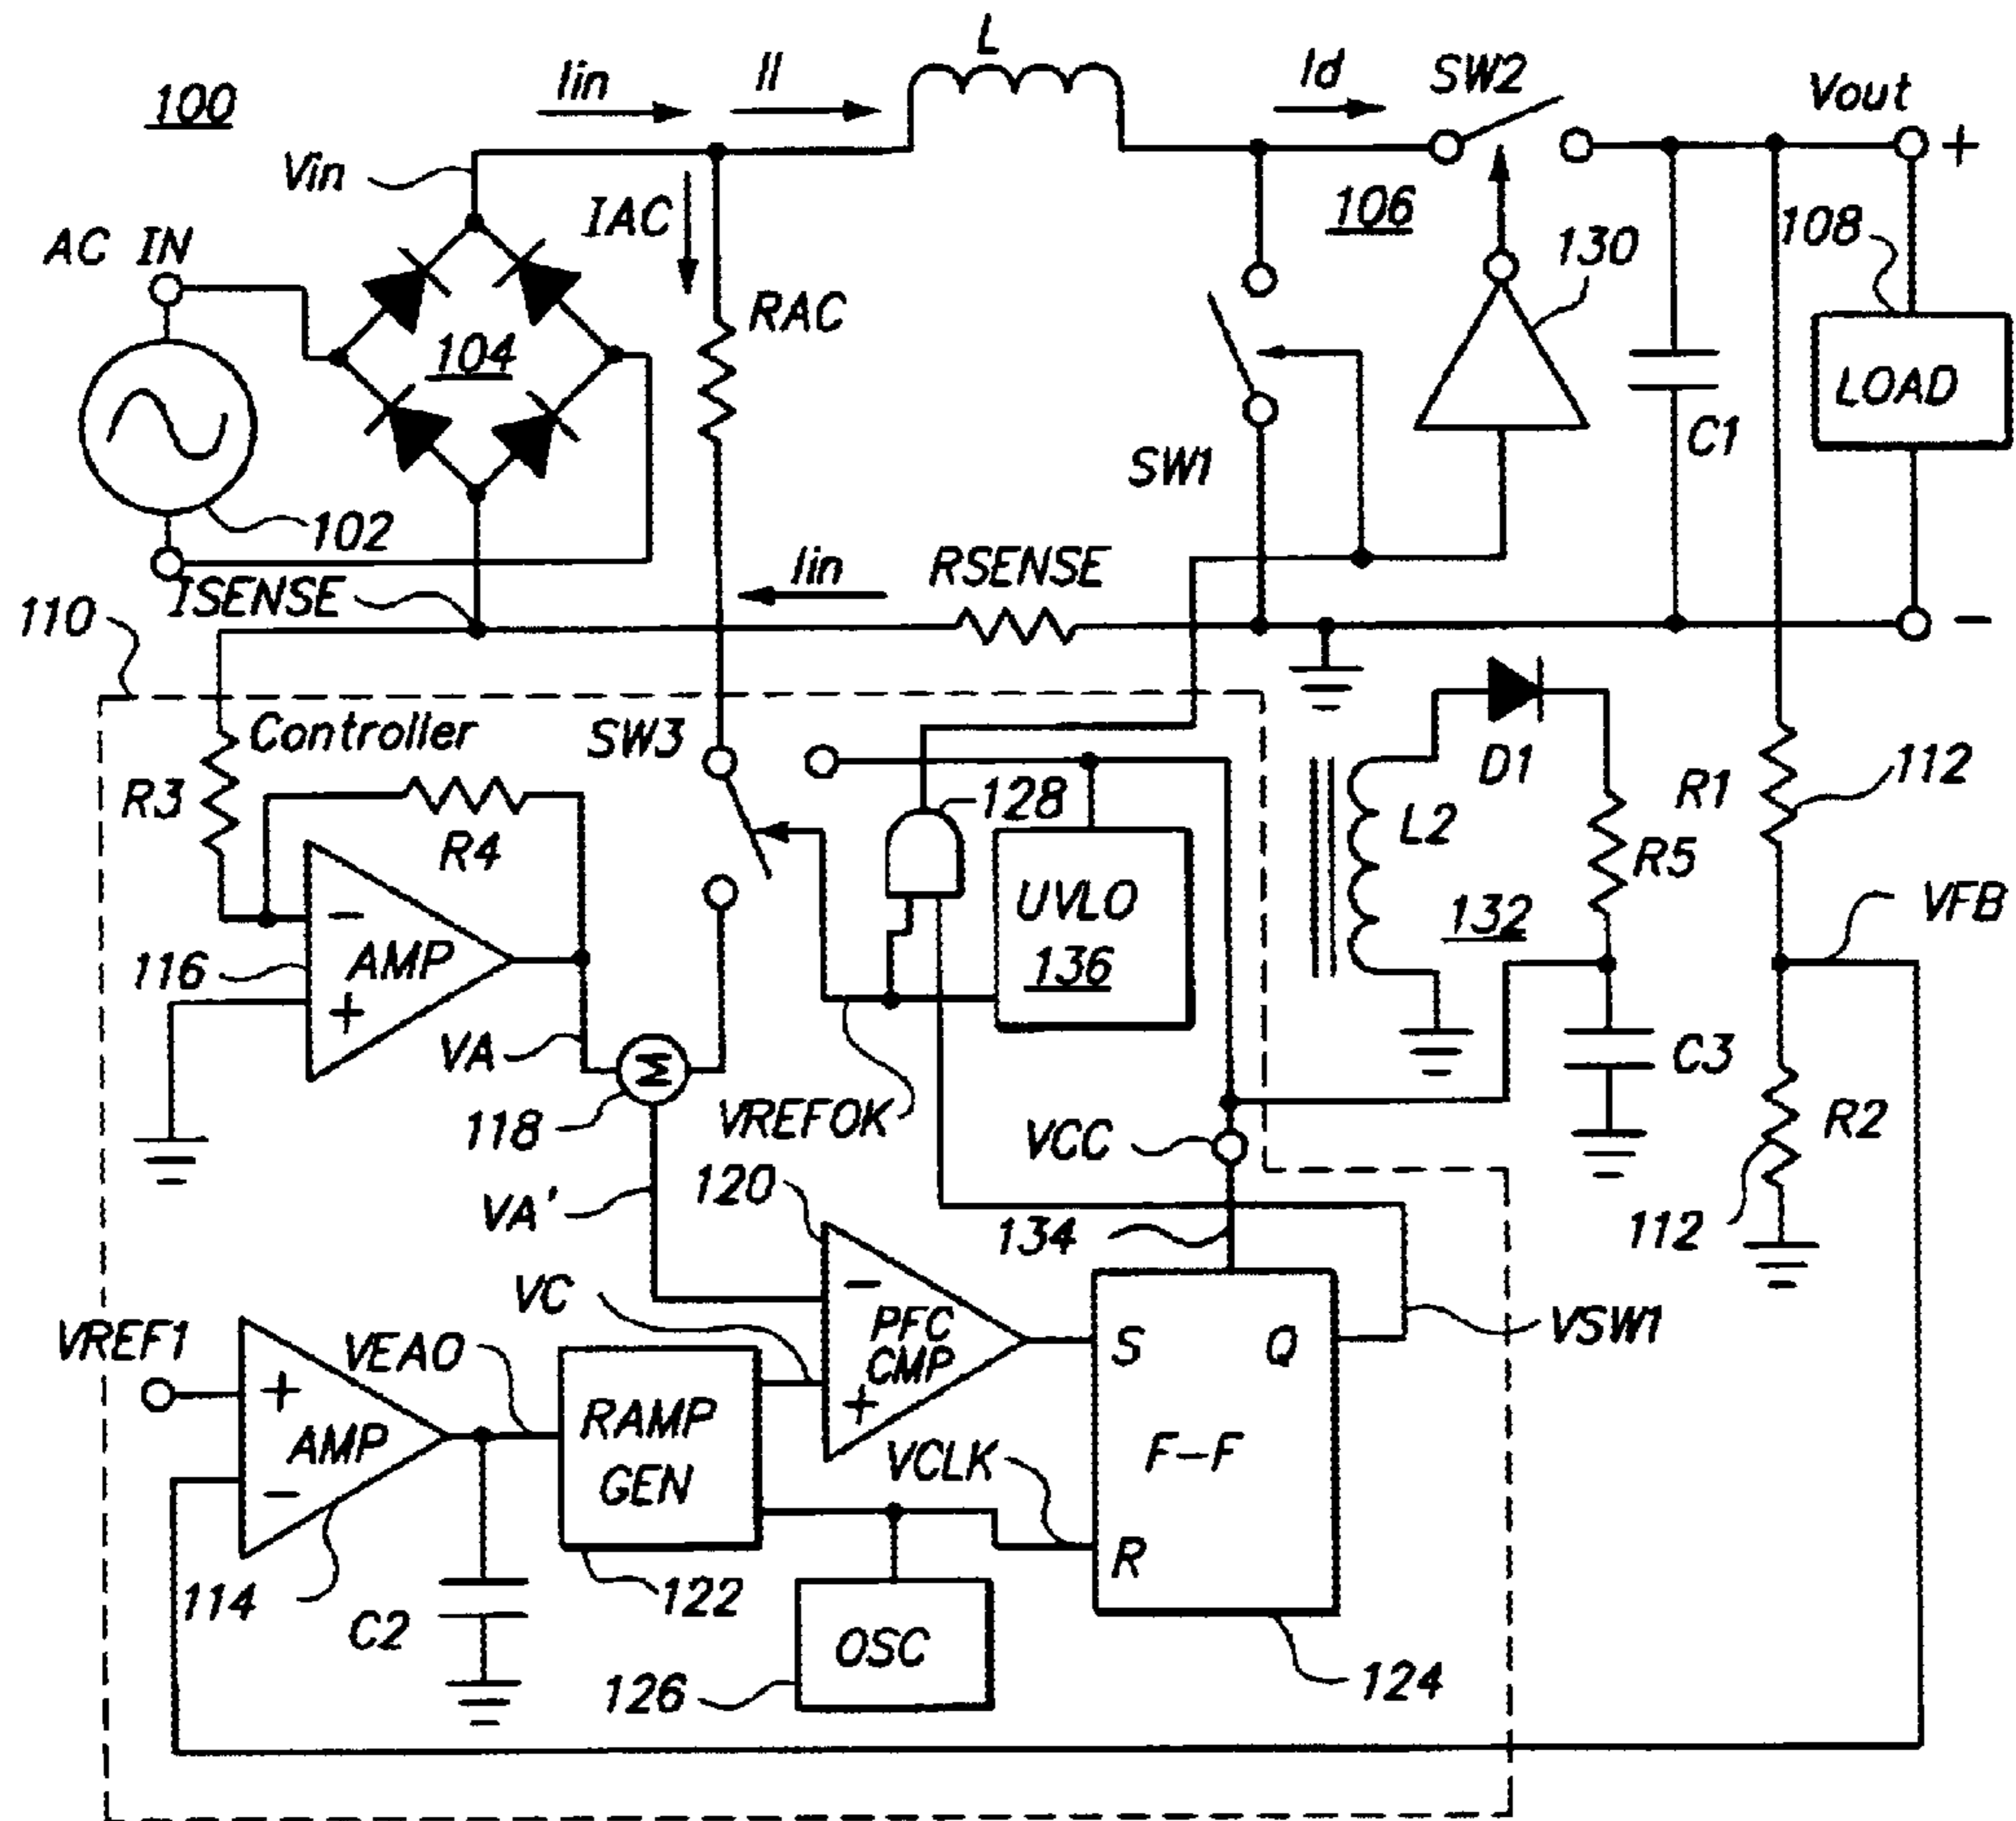 100
Iin
Il
L
Id
SW2
Vout
Vin
IAC
106
+
AC IN
108
130
RAC
104
LOAD
C1
SW1
102
Iin
RSENSE
ISENSE
110
-
Controller
SW3
D1
R3
128
R1
112
R4
L2
R5
UVLO
136
132
VFB
-
AMP
+
116
VA
Σ
C3
118
VREFOK
VCC
R2
120
VA'
134
112
VC
-
PFC
CMP
+
S
Q
VSW1
VREF1
VEAO
+
AMP
-
RAMP
GEN
VCLK
F-F
R
114
C2
122
OSC
126
124